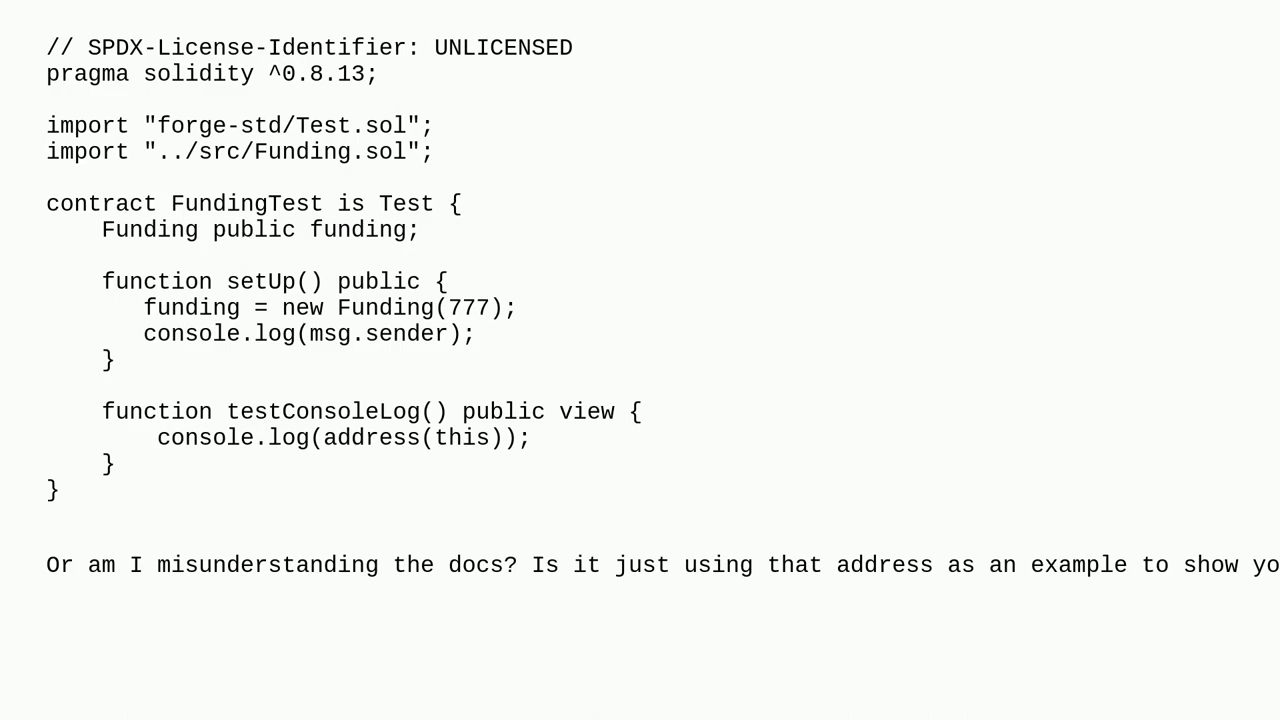 // SPDX-License-Identifier: UNLICENSED
pragma solidity ^0.8.13;

import "forge-std/Test.sol";
import "../src/Funding.sol";

contract FundingTest is Test {
    Funding public funding;

    function setUp() public {
       funding = new Funding(777);
       console.log(msg.sender);
    }

    function testConsoleLog() public view {
        console.log(address(this));
    }
}

Or am I misunderstanding the docs? Is it just using that address as an example to show